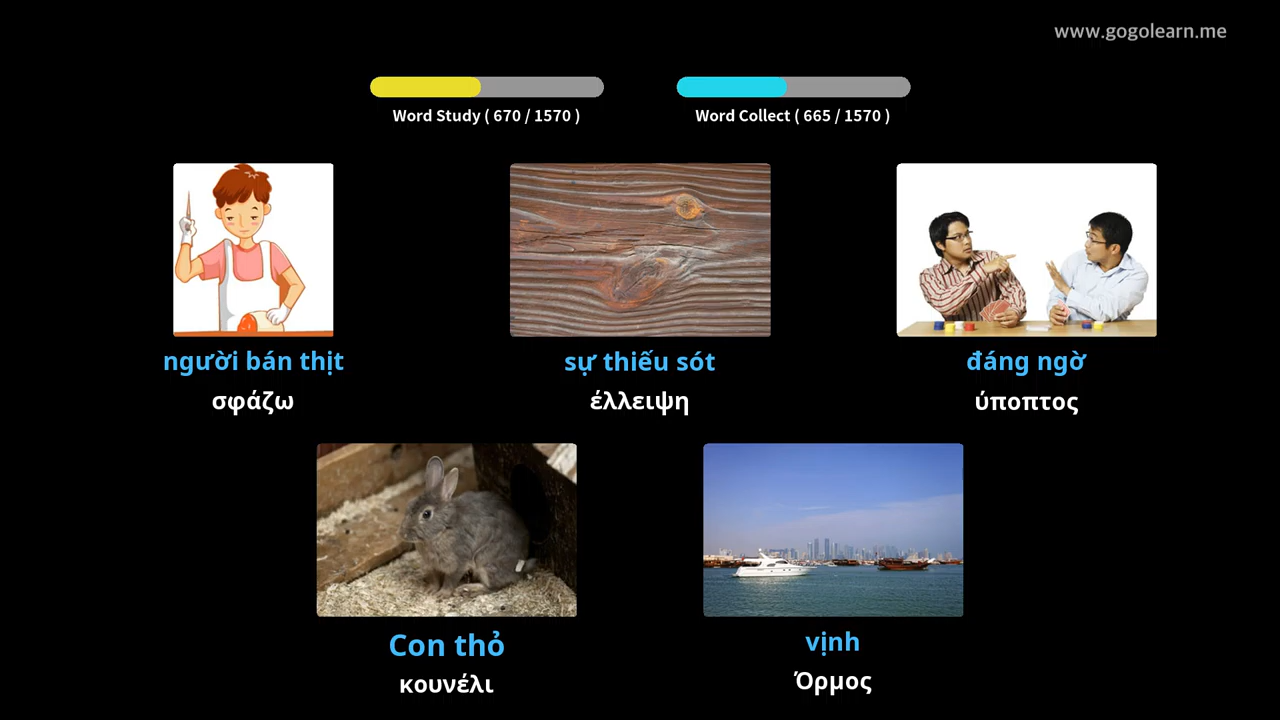 www.gogolearn.me
Word Study ( 670 / 1570 )
Word Collect ( 665 / 1570 )
người bán thịt
σφάζω
sự thiếu sót
έλλειψη
đáng ngờ
ύποπτος
Con thỏ
κουνέλι
vịnh
Όρμος